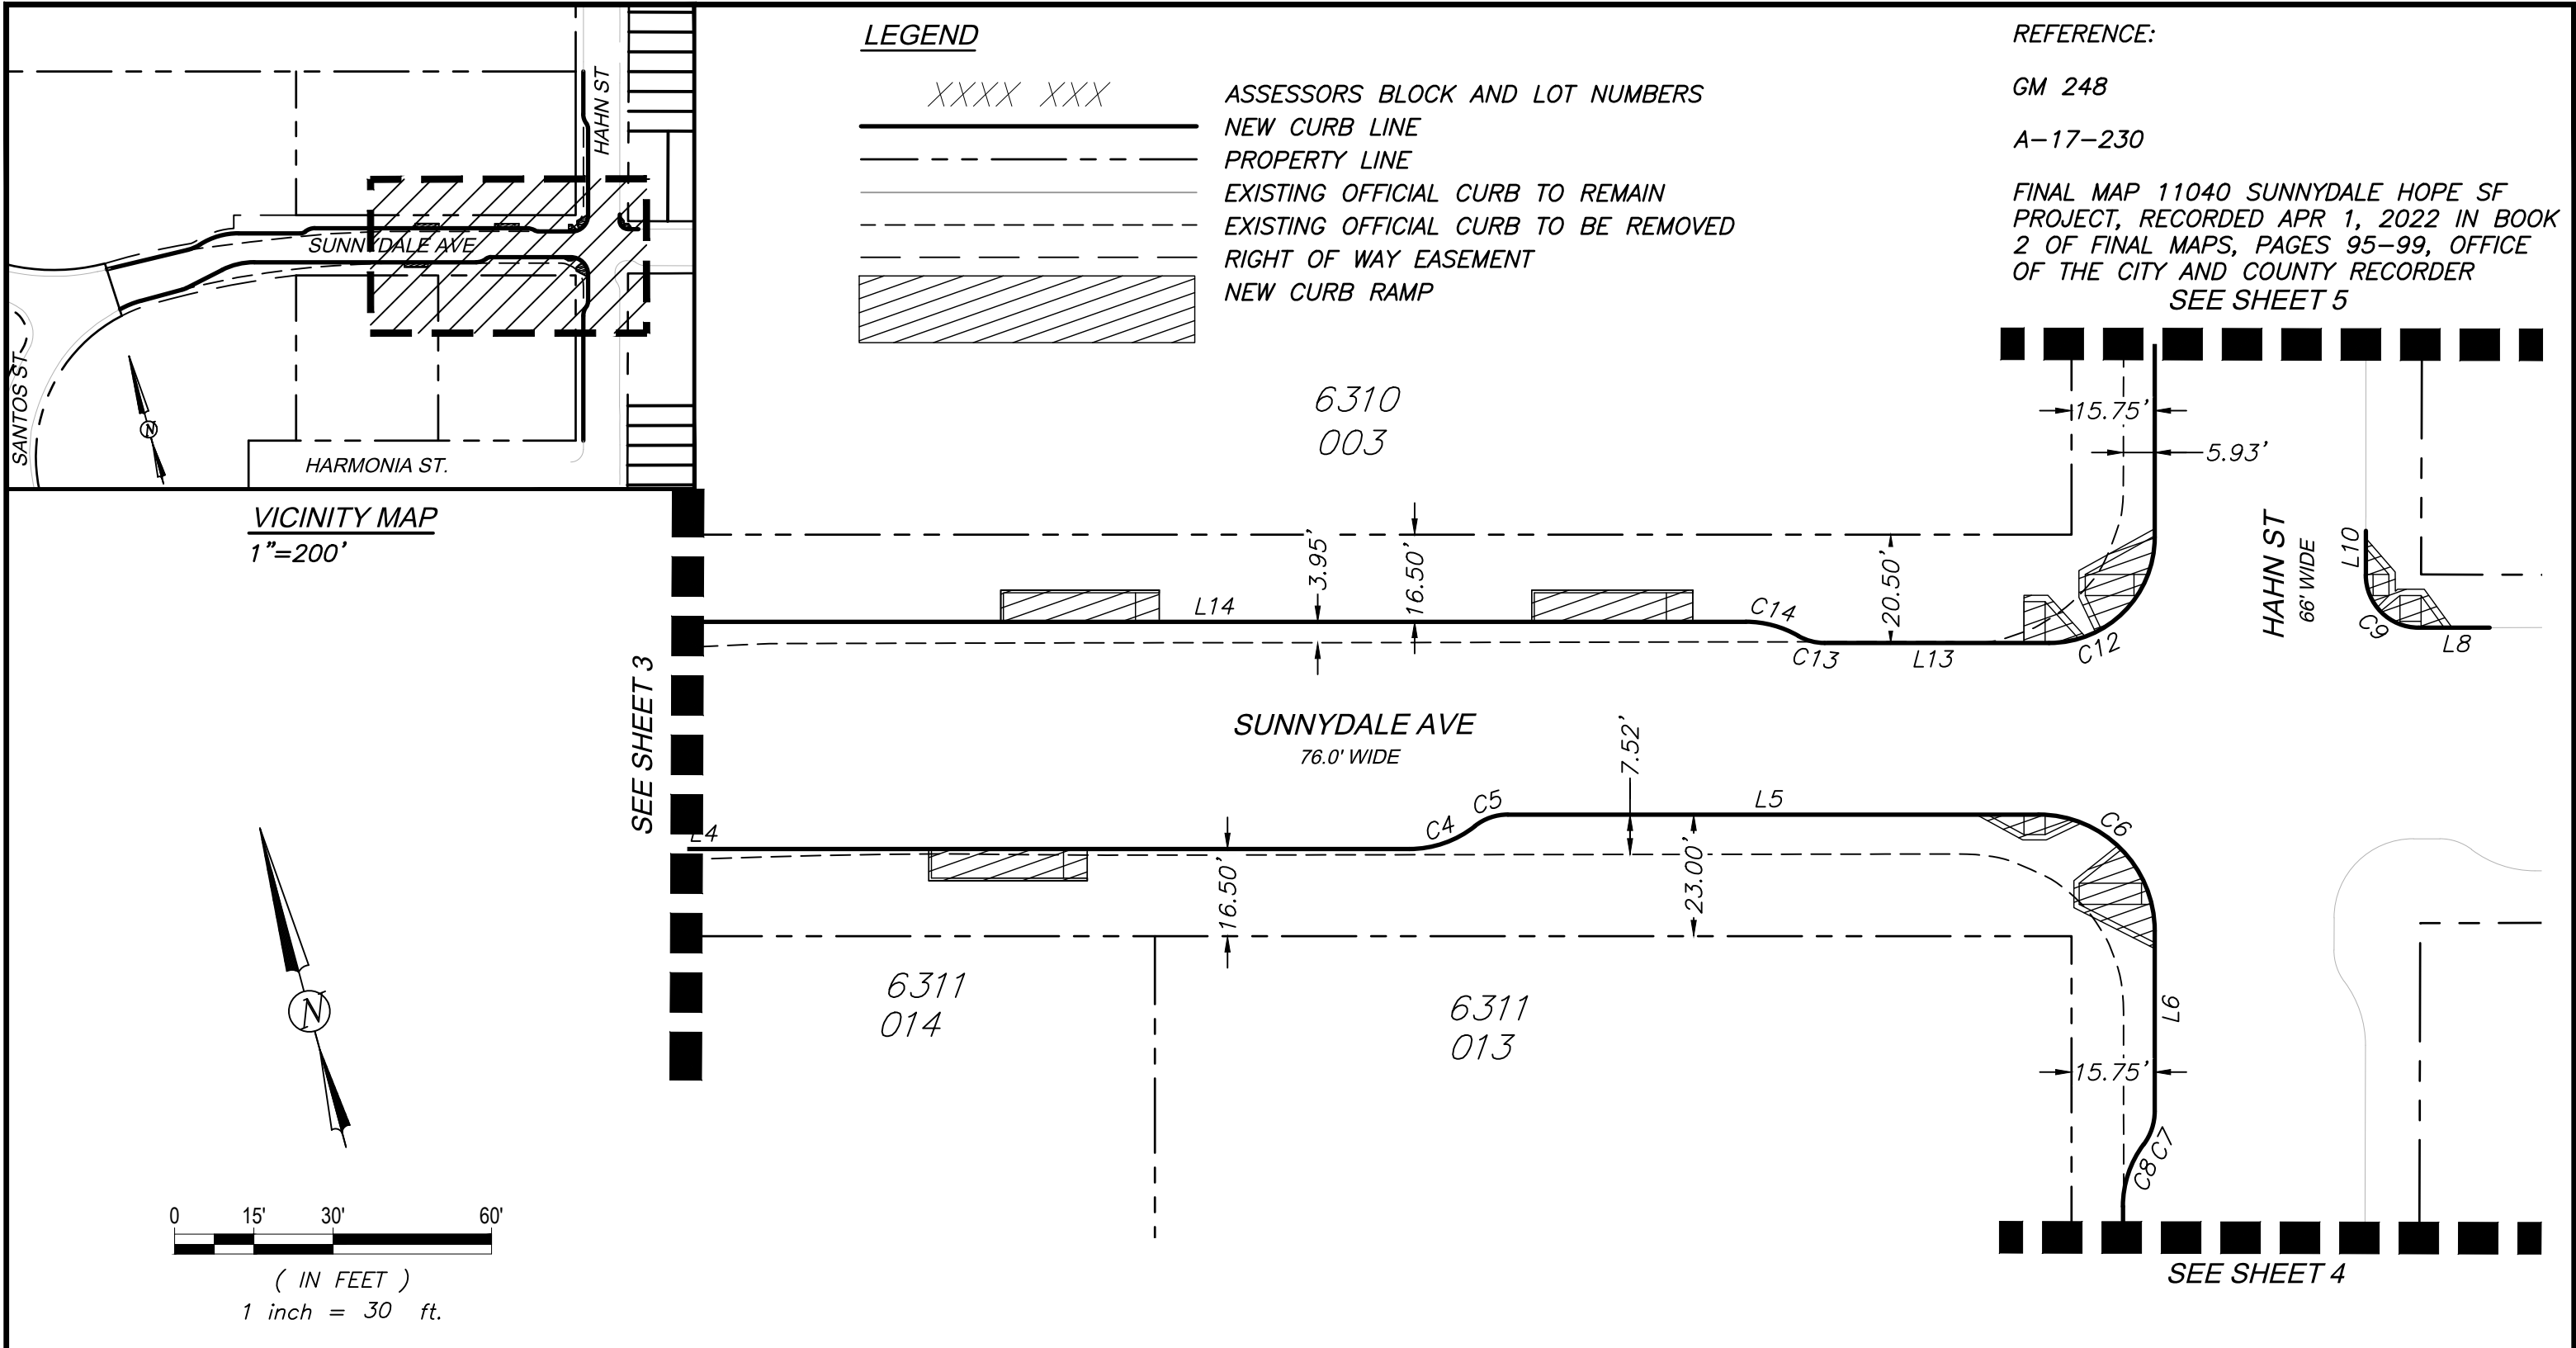 HAHN ST
SUNNYDALE AVE
SANTOS ST
N
HARMONIA ST.
VICINITY MAP
1"=200'
LEGEND
XXXX XXX ASSESSORS BLOCK AND LOT NUMBERS
NEW CURB LINE
PROPERTY LINE
EXISTING OFFICIAL CURB TO REMAIN
EXISTING OFFICIAL CURB TO BE REMOVED
RIGHT OF WAY EASEMENT
NEW CURB RAMP
REFERENCE:
GM 248
A-17-230
FINAL MAP 11040 SUNNYDALE HOPE SF
PROJECT, RECORDED APR 1, 2022 IN BOOK
2 OF FINAL MAPS, PAGES 95-99, OFFICE
OF THE CITY AND COUNTY RECORDER
SEE SHEET 5
6310
003
15.75'
5.93'
3.95'
16.50'
20.50'
L14
C14
C13
L13
C12
HAHN ST
66' WIDE
L10
C9
L8
SEE SHEET 3
SUNNYDALE AVE
76.0' WIDE
7.52'
L4
C4
C5
L5
C6
16.50'
23.00'
6311
014
6311
013
L6
15.75'
C7
C8
SEE SHEET 4
N
0 15' 30' 60'
( IN FEET )
1 inch = 30 ft.